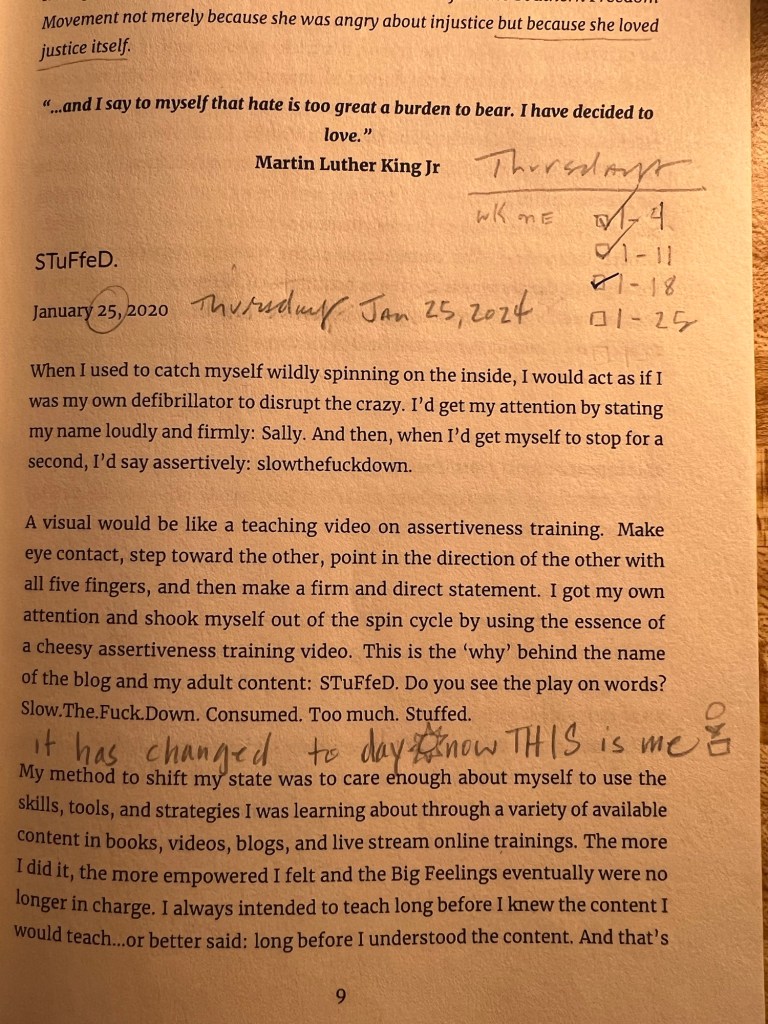 Movement not merely because she was angry about injustice but because she loved
justice itself.
“...and I say to myself that hate is too great a burden to bear. I have decided to
love.”
Martin Luther King Jr
Thursdays
WK ONE 1-4
1-11
1-18
1-25
STuFfeD.
January 25, 2020 Thursday Jan 25, 2024
When I used to catch myself wildly spinning on the inside, I would act as if I
was my own defibrillator to disrupt the crazy. I’d get my attention by stating
my name loudly and firmly: Sally. And then, when I’d get myself to stop for a
second, I’d say assertively: slowthefuckdown.
A visual would be like a teaching video on assertiveness training. Make
eye contact, step toward the other, point in the direction of the other with
all five fingers, and then make a firm and direct statement. I got my own
attention and shook myself out of the spin cycle by using the essence of
a cheesy assertiveness training video. This is the ‘why’ behind the name
of the blog and my adult content: STuFfeD. Do you see the play on words?
Slow.The.Fuck.Down. Consumed. Too much. Stuffed.
it has changed to day now THIS is me
My method to shift my state was to care enough about myself to use the
skills, tools, and strategies I was learning about through a variety of available
content in books, videos, blogs, and live stream online trainings. The more
I did it, the more empowered I felt and the Big Feelings eventually were no
longer in charge. I always intended to teach long before I knew the content I
would teach...or better said: long before I understood the content. And that’s
9